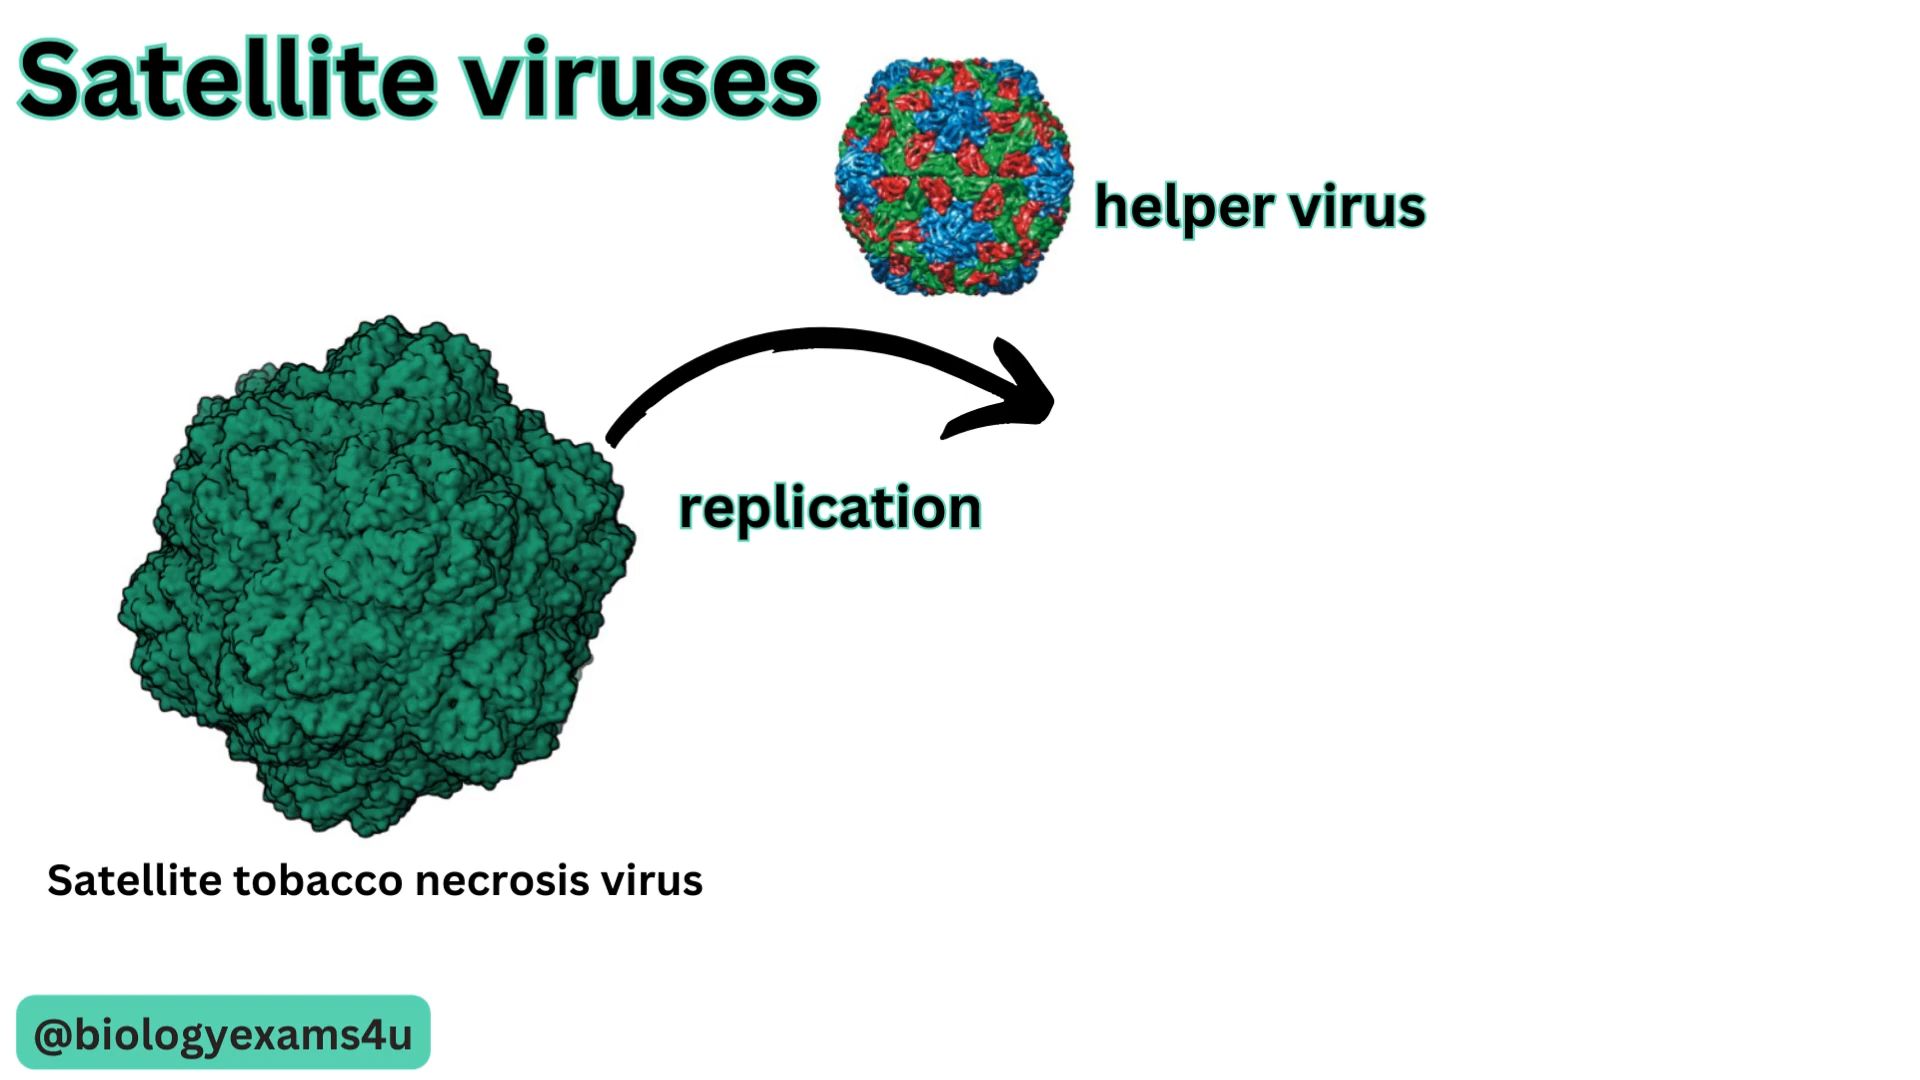 Satellite viruses
helper virus
replication
Satellite tobacco necrosis virus
@biologyexams4u